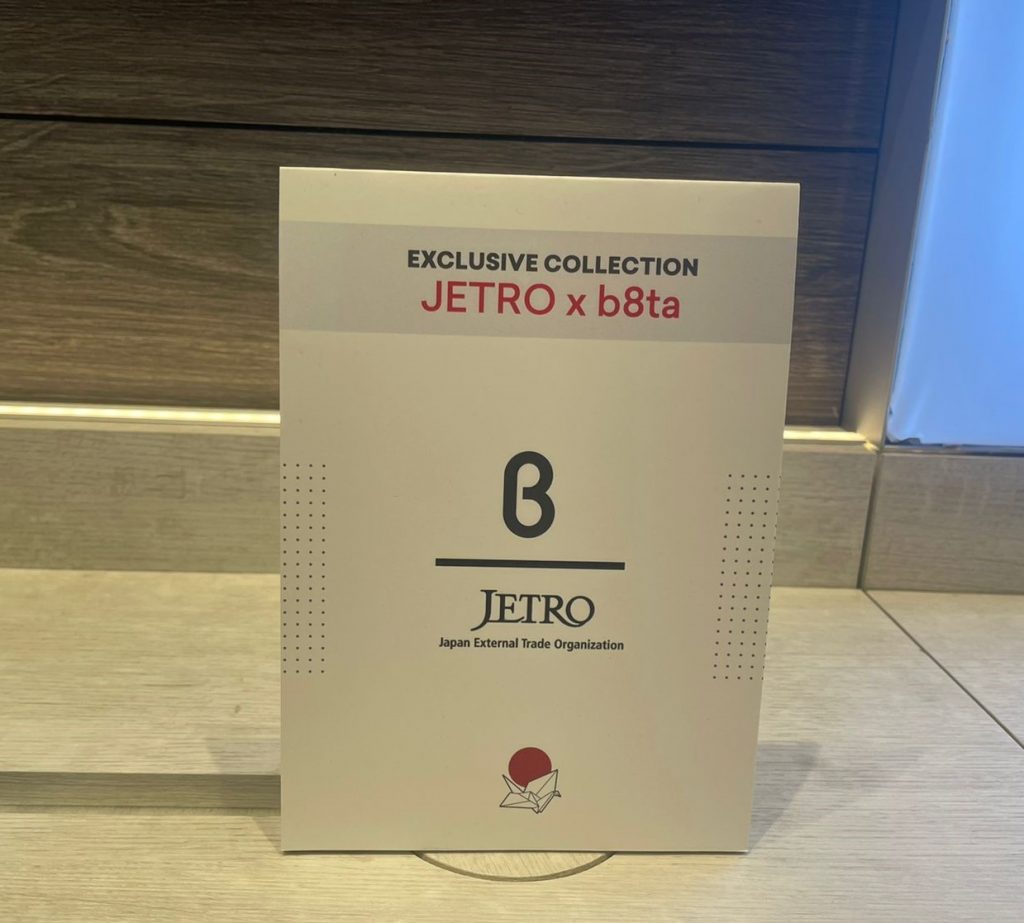 EXCLUSIVE COLLECTION
JETRO x b8ta
β
JETRO
Japan External Trade Organization